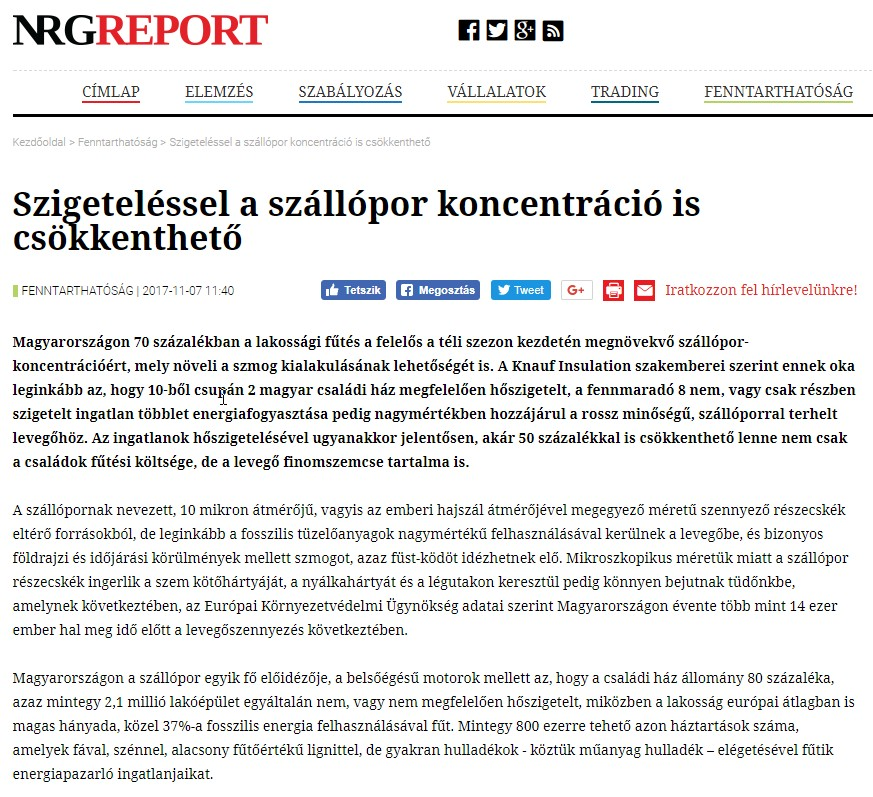 NRGREPORT
CÍMLAP ELEMZÉS SZABÁLYOZÁS VÁLLALATOK TRADING FENNTARTHATÓSÁG
Kezdőoldal > Fenntarthatóság > Szigeteléssel a szállópor koncentráció is csökkenthető
Szigeteléssel a szállópor koncentráció is
csökkenthető
FENNTARTHATÓSÁG | 2017-11-07 11:40 Tetszik Megosztás Tweet G+ Iratkozzon fel hírlevelünkre!
Magyarországon 70 százalékban a lakossági fűtés a felelős a téli szezon kezdetén megnövekvő szállópor-
koncentrációért, mely növeli a szmog kialakulásának lehetőségét is. A Knauf Insulation szakemberei szerint ennek oka
leginkább az, hogy 10-ből csupán 2 magyar családi ház megfelelően hőszigetelt, a fennmaradó 8 nem, vagy csak részben
szigetelt ingatlan többlet energiafogyasztása pedig nagymértékben hozzájárul a rossz minőségű, szállóporral terhelt
levegőhöz. Az ingatlanok hőszigetelésével ugyanakkor jelentősen, akár 50 százalékkal is csökkenthető lenne nem csak
a családok fűtési költsége, de a levegő finomszemcse tartalma is.
A szállópornak nevezett, 10 mikron átmérőjű, vagyis az emberi hajszál átmérőjével megegyező méretű szennyező részecskék
eltérő forrásokból, de leginkább a fosszilis tüzelőanyagok nagymértékű felhasználásával kerülnek a levegőbe, és bizonyos
földrajzi és időjárási körülmények mellett szmogot, azaz füst-ködöt idézhetnek elő. Mikroszkopikus méretük miatt a szállópor
részecskék ingerlik a szem kötőhártyáját, a nyálkahártyát és a légutakon keresztül pedig könnyen bejutnak tüdőnkbe,
amelynek következtében, az Európai Környezetvédelmi Ügynökség adatai szerint Magyarországon évente több mint 14 ezer
ember hal meg idő előtt a levegőszennyezés következtében.
Magyarországon a szállópor egyik fő előidézője, a belsőégésű motorok mellett az, hogy a családi ház állomány 80 százaléka,
azaz mintegy 2,1 millió lakóépület egyáltalán nem, vagy nem megfelelően hőszigetelt, miközben a lakosság európai átlagban is
magas hányada, közel 37%-a fosszilis energia felhasználásával fűt. Mintegy 800 ezerre tehető azon háztartások száma,
amelyek fával, szénnel, alacsony fűtőértékű lignittel, de gyakran hulladékok - köztük műanyag hulladék – elégetésével fűtik
energiapazarló ingatlanjaikat.